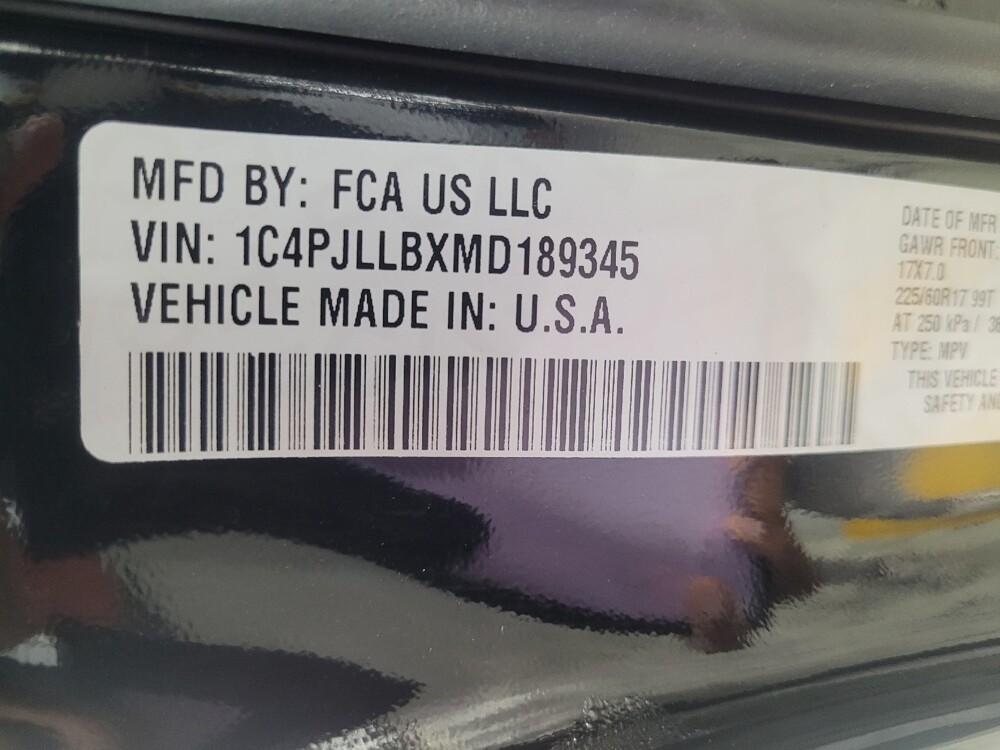 MFD BY: FCA US LLC
VIN: 1C4PJLLBXMD189345
VEHICLE MADE IN: U.S.A.
DATE OF MFR
GAWR FRONT:
17X7.0
225/60R17 99T
AT 250 kPa / 36
TYPE: MPV
THIS VEHICLE
SAFETY AND